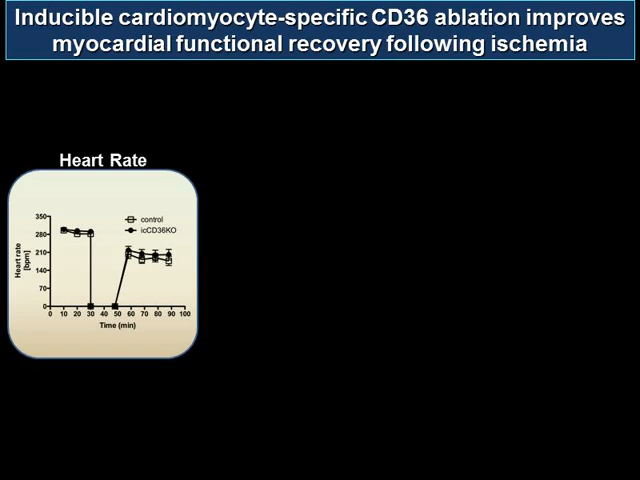 Inducible cardiomyocyte-specific CD36 ablation improves
myocardial functional recovery following ischemia
Heart Rate
control
icCD36KO
Heart rate
[bpm]
350
280
210
140
70
0
0 10 20 30 40 50 60 70 80 90 100
Time (min)